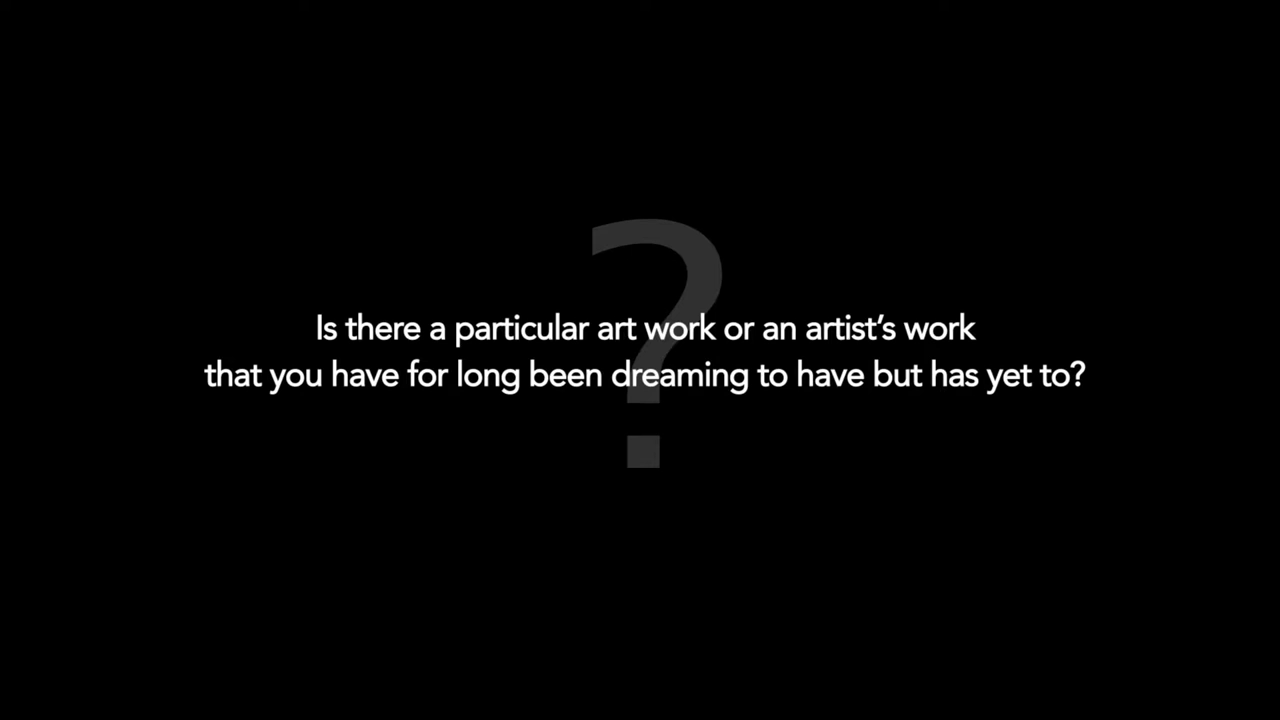 Is there a particular art work or an artist's work
that you have for long been dreaming to have but has yet to?
?